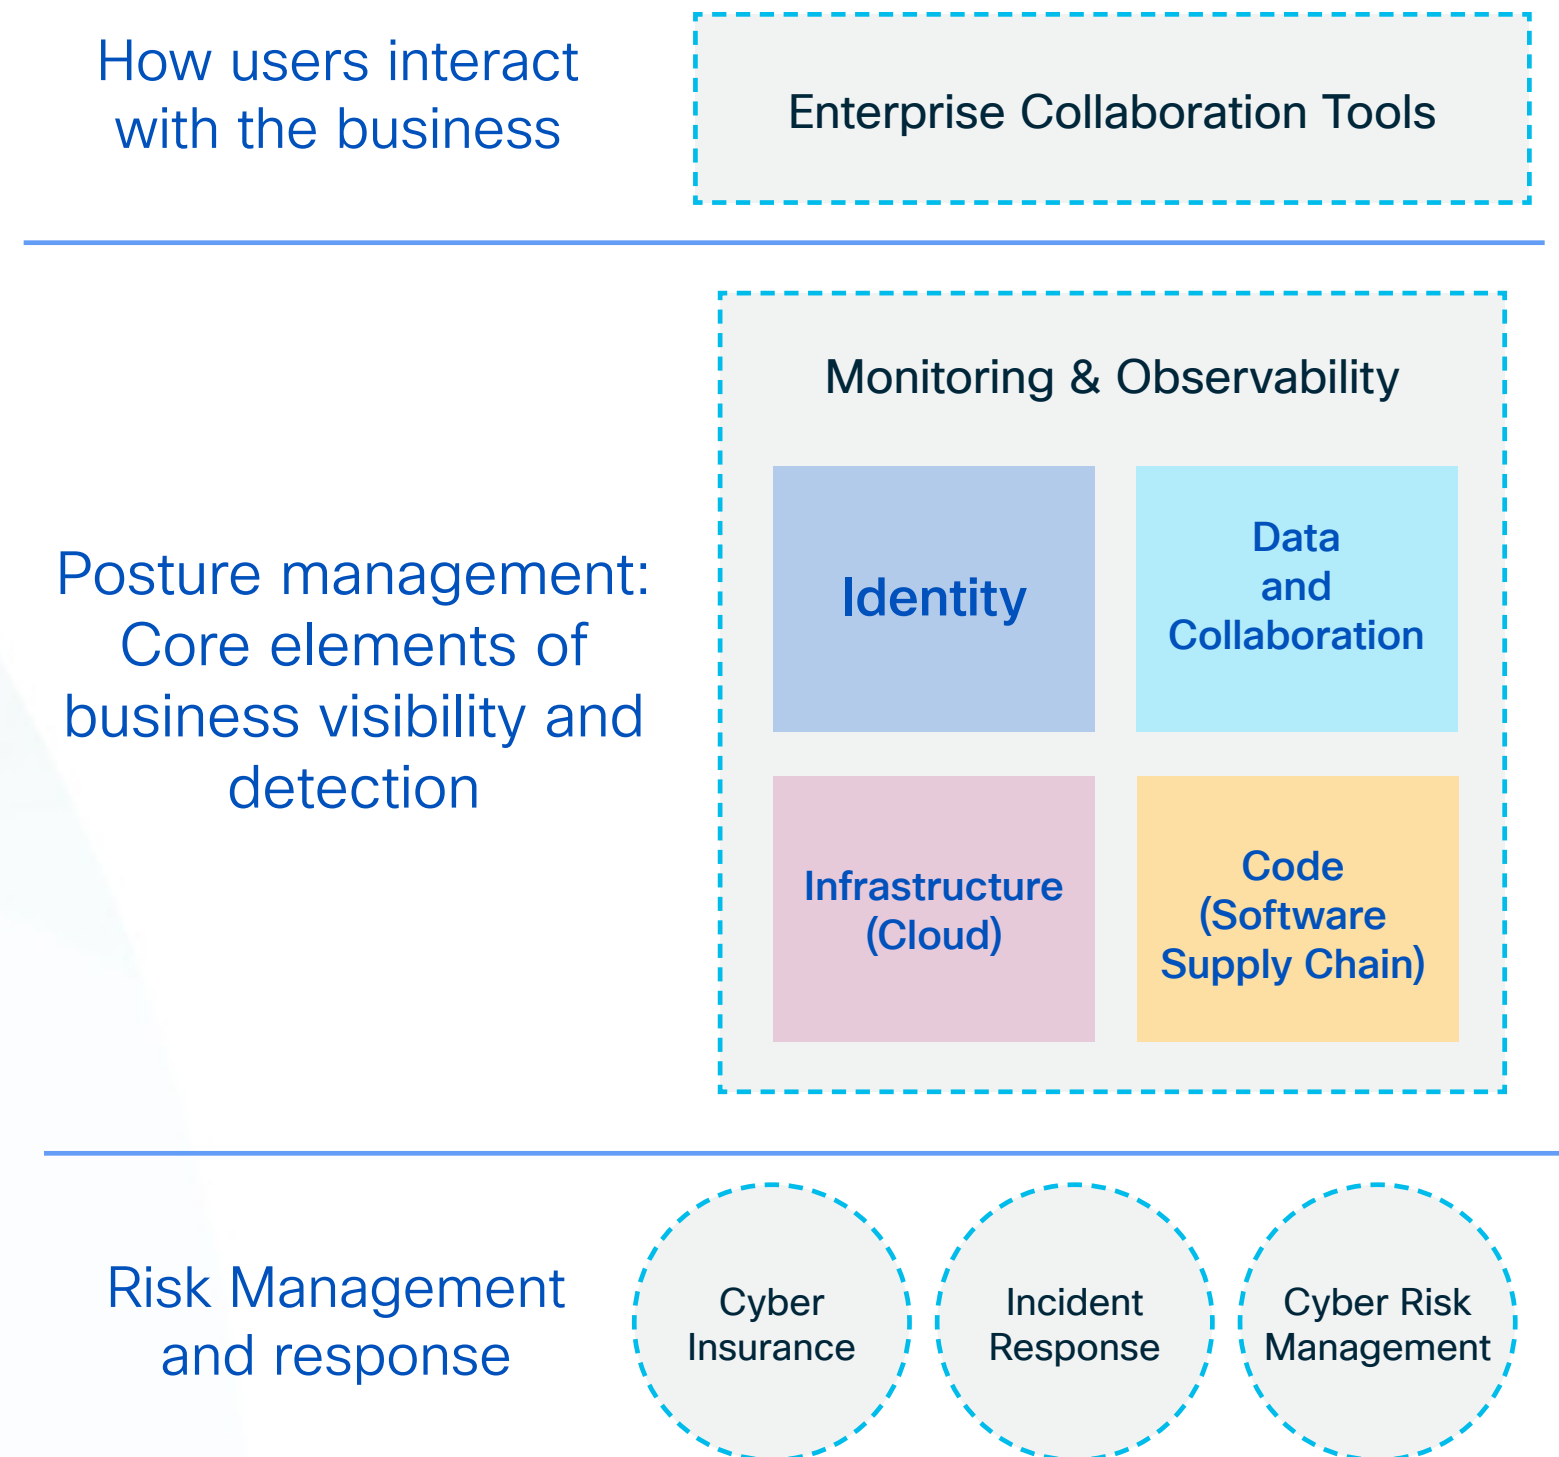 How users interact
with the business
Enterprise Collaboration Tools
Posture management:
Core elements of
business visibility and
detection
Monitoring & Observability
Identity
Data
and
Collaboration
Infrastructure
(Cloud)
Code
(Software
Supply Chain)
Risk Management
and response
Cyber
Insurance
Incident
Response
Cyber Risk
Management